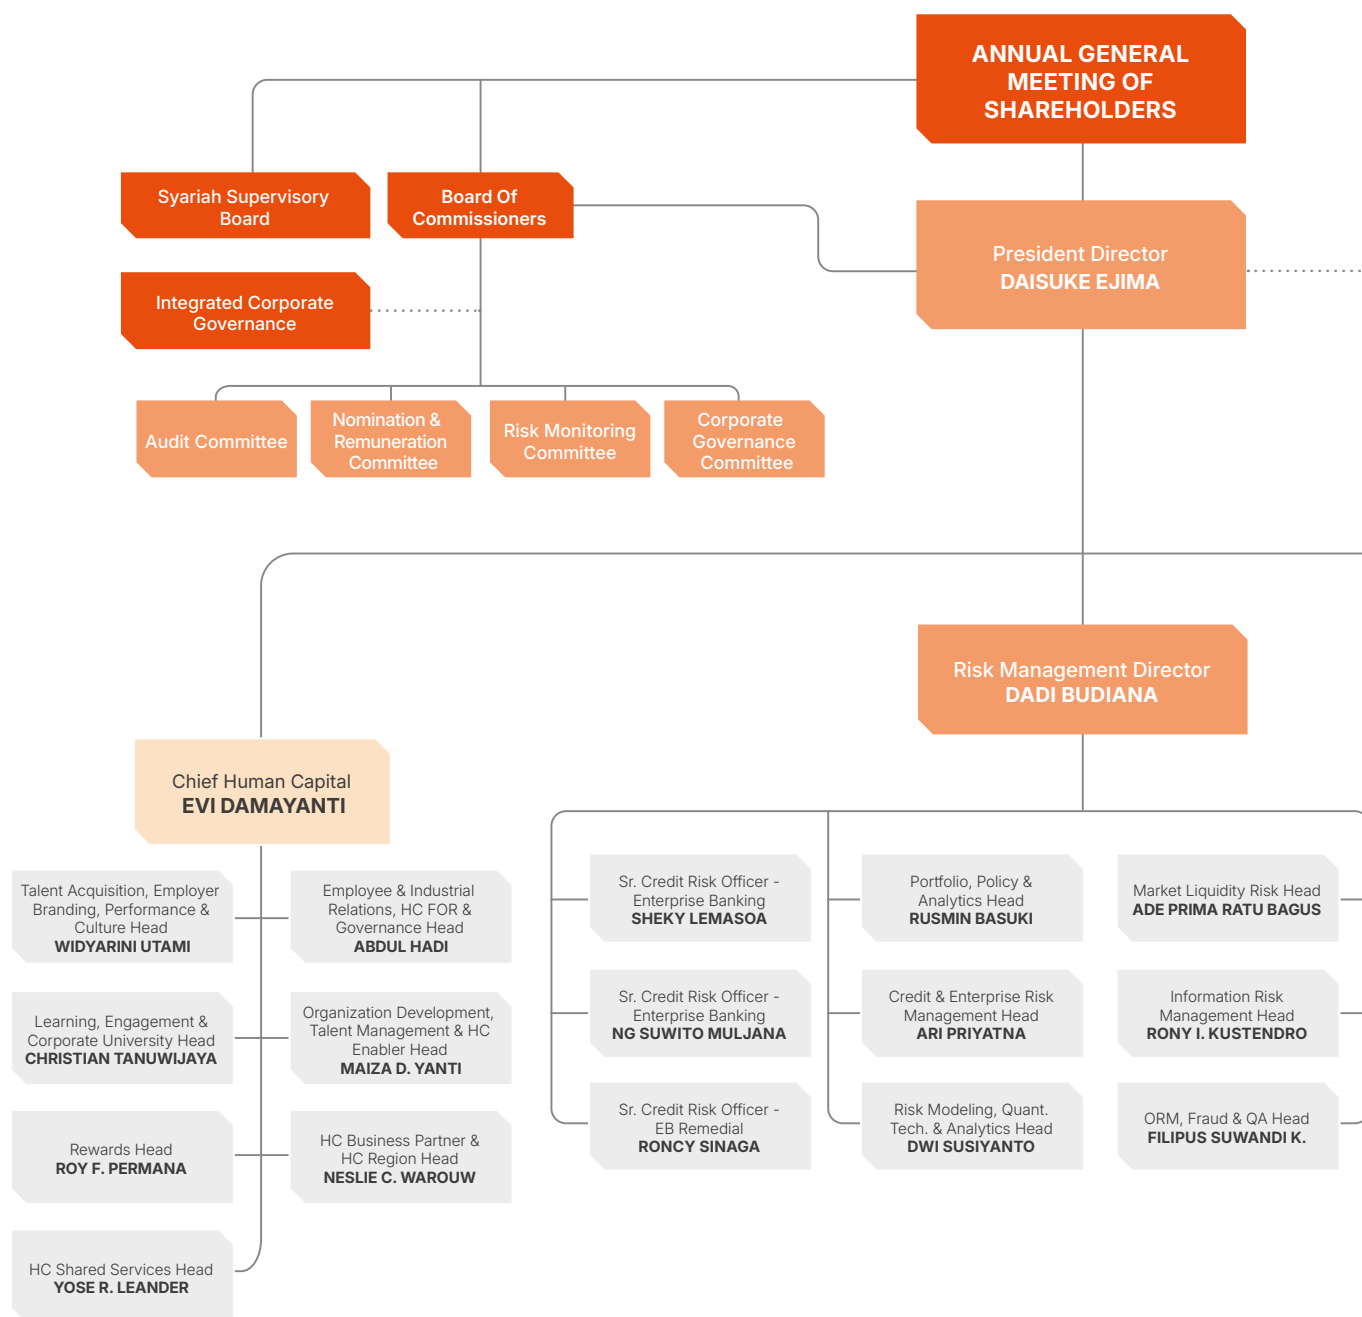 ANNUAL GENERAL
MEETING OF
SHAREHOLDERS
Syariah Supervisory
Board
Board Of
Commissioners
President Director
DAISUKE EJIMA
Integrated Corporate
Governance
Audit Committee
Nomination &
Remuneration
Committee
Risk Monitoring
Committee
Corporate
Governance
Committee
Risk Management Director
DADI BUDIANA
Chief Human Capital
EVI DAMAYANTI
Talent Acquisition, Employer
Branding, Performance &
Culture Head
WIDYARINI UTAMI
Employee & Industrial
Relations, HC FOR &
Governance Head
ABDUL HADI
Learning, Engagement &
Corporate University Head
CHRISTIAN TANUWIJAYA
Organization Development,
Talent Management & HC
Enabler Head
MAIZA D. YANTI
Rewards Head
ROY F. PERMANA
HC Business Partner &
HC Region Head
NESLIE C. WAROUW
HC Shared Services Head
YOSE R. LEANDER
Sr. Credit Risk Officer -
Enterprise Banking
SHEKY LEMASOA
Portfolio, Policy &
Analytics Head
RUSMIN BASUKI
Market Liquidity Risk Head
ADE PRIMA RATU BAGUS
Sr. Credit Risk Officer -
Enterprise Banking
NG SUWITO MULJANA
Credit & Enterprise Risk
Management Head
ARI PRIYATNA
Information Risk
Management Head
RONY I. KUSTENDRO
Sr. Credit Risk Officer -
EB Remedial
RONCY SINAGA
Risk Modeling, Quant.
Tech. & Analytics Head
DWI SUSIYANTO
ORM, Fraud & QA Head
FILIPUS SUWANDI K.